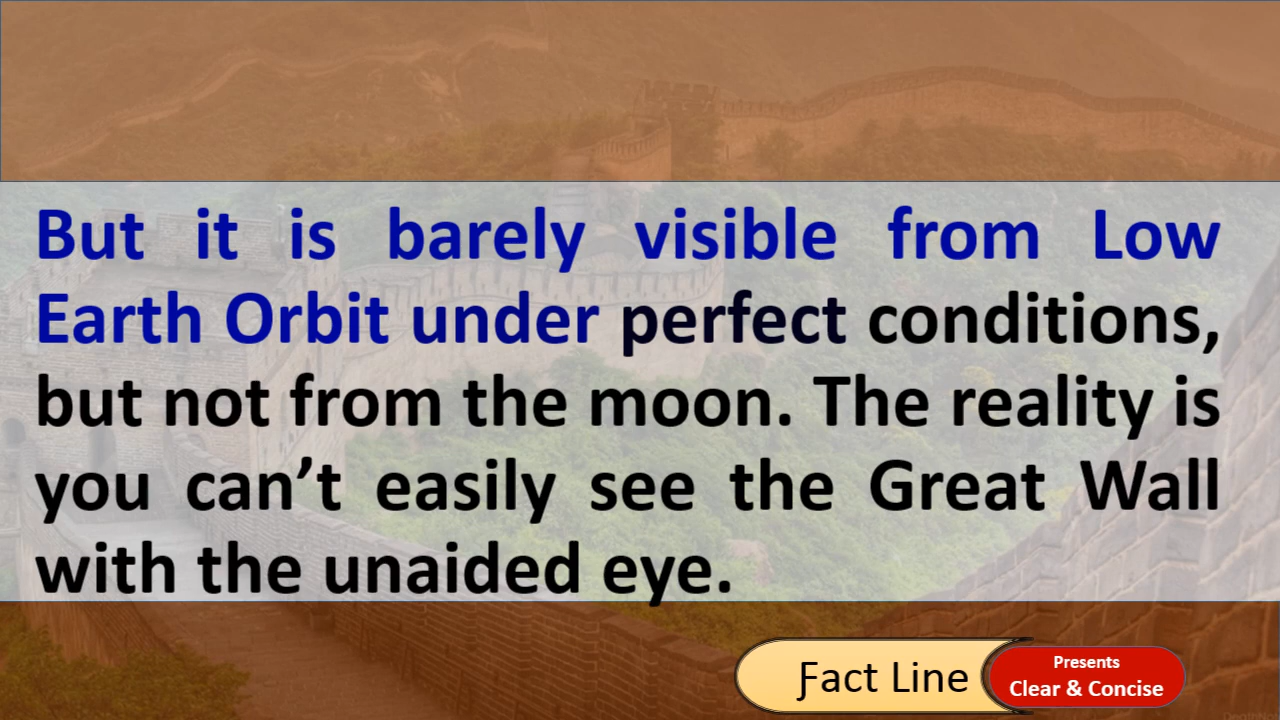 But it is barely visible from Low
Earth Orbit under perfect conditions,
but not from the moon. The reality is
you can’t easily see the Great Wall
with the unaided eye.
Fact Line
Presents
Clear & Concise